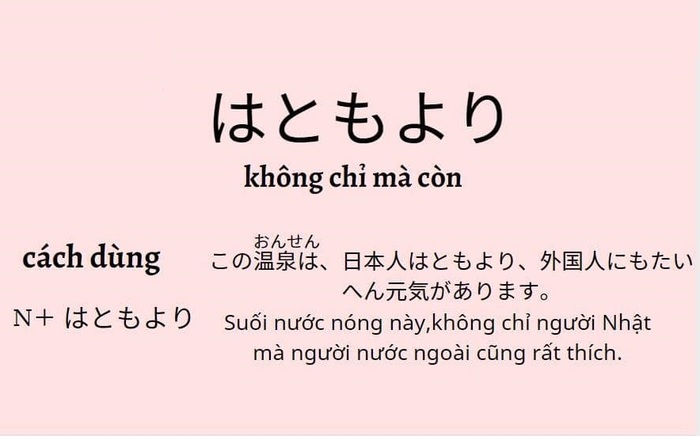 はともより
không chỉ mà còn
cách dùng
N+ はともより
おんせん
この温泉は、日本人はともより、外国人にもたい
へん元気があります。
Suối nước nóng này,không chỉ người Nhật
mà người nước ngoài cũng rất thích.